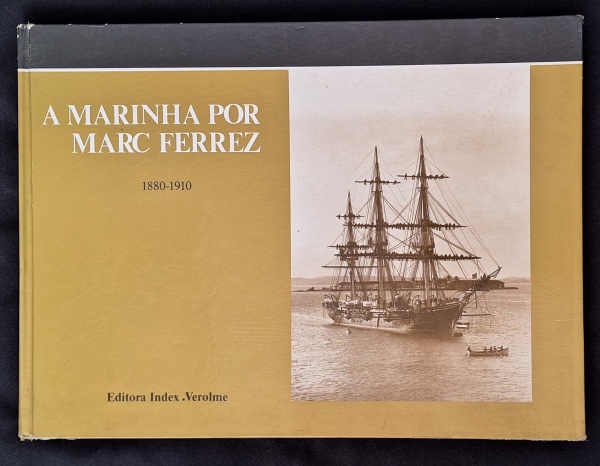 A MARINHA POR
MARC FERREZ
1880-1910
Editora Index .Verolme